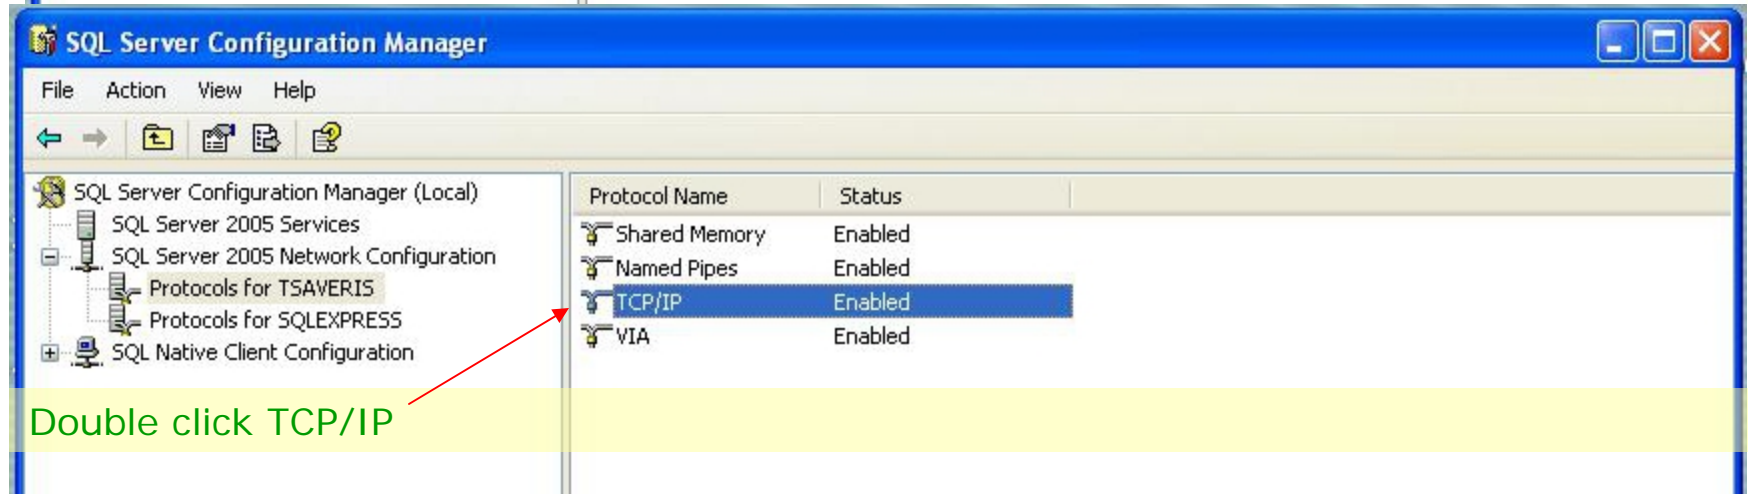 SQL Server Configuration Manager
File Action View Help
SQL Server Configuration Manager (Local)
SQL Server 2005 Services
SQL Server 2005 Network Configuration
Protocols for TSAVERIS
Protocols for SQLEXPRESS
SQL Native Client Configuration
Protocol Name Status
Shared Memory Enabled
Named Pipes Enabled
TCP/IP Enabled
VIA Enabled
Double click TCP/IP